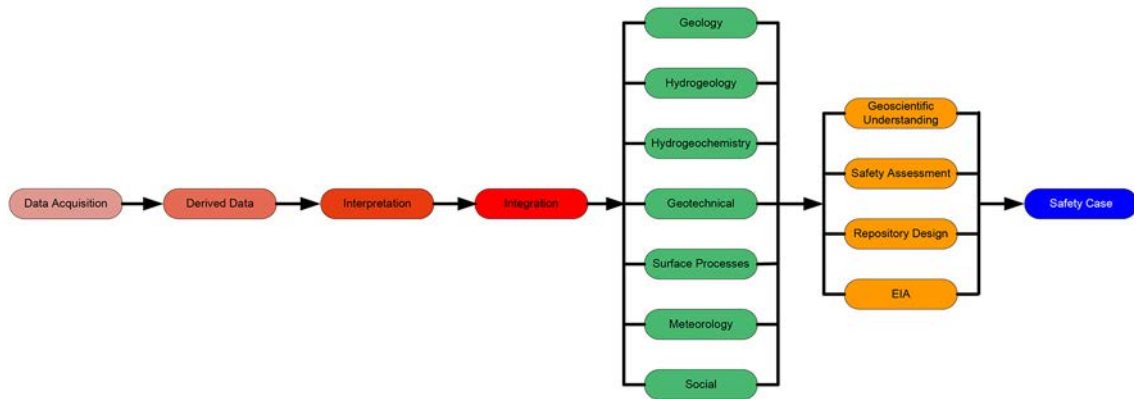 Data Acquisition
Derived Data
Interpretation
Integration
Geology
Hydrogeology
Hydrogeochemistry
Geotechnical
Surface Processes
Meteorology
Social
Geoscientific
Understanding
Safety Assessment
Repository Design
EIA
Safety Case